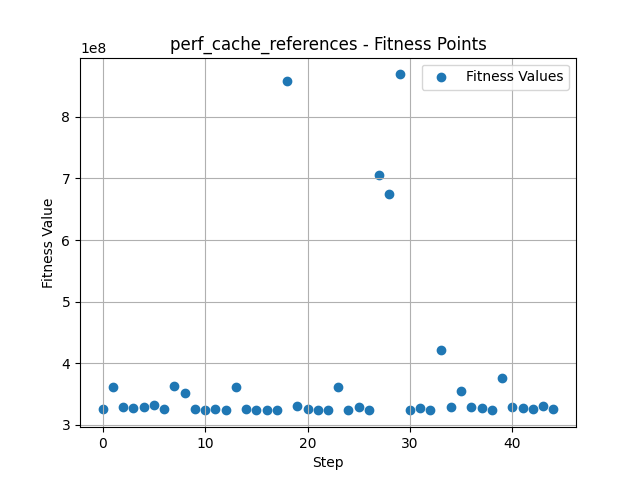 perf_cache_references - Fitness Points
1e8
Fitness Values
8
7
6
5
4
3
Fitness Value
0 10 20 30 40
Step